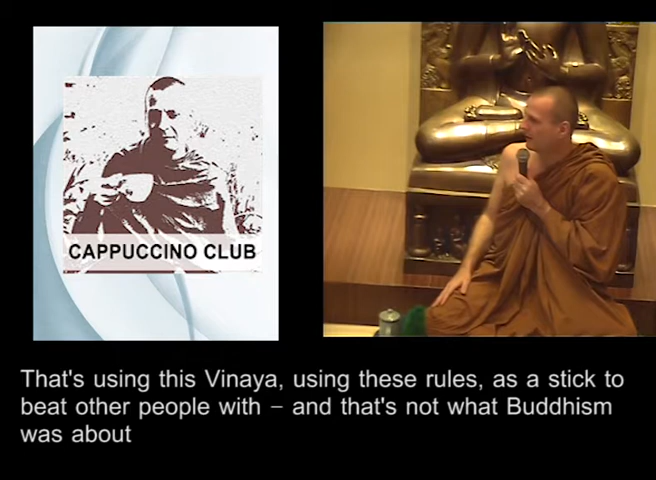 CAPPUCCINO CLUB
That's using this Vinaya, using these rules, as a stick to
beat other people with – and that's not what Buddhism
was about